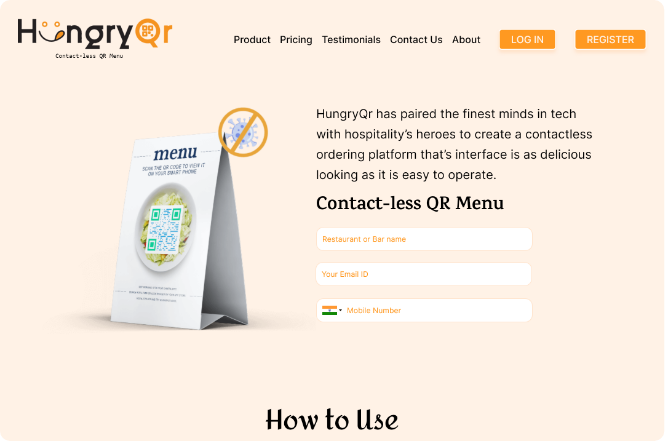 HungryQr
Contact-less QR Menu
Product Pricing Testimonials Contact Us About LOG IN REGISTER
menu
SCAN THE QR CODE TO VIEW IT
ON YOUR SMART PHONE
HungryQr has paired the finest minds in tech
with hospitality’s heroes to create a contactless
ordering platform that’s interface is as delicious
looking as it is easy to operate.
Contact-less QR Menu
Restaurant or Bar name
Your Email ID
Mobile Number
How to Use